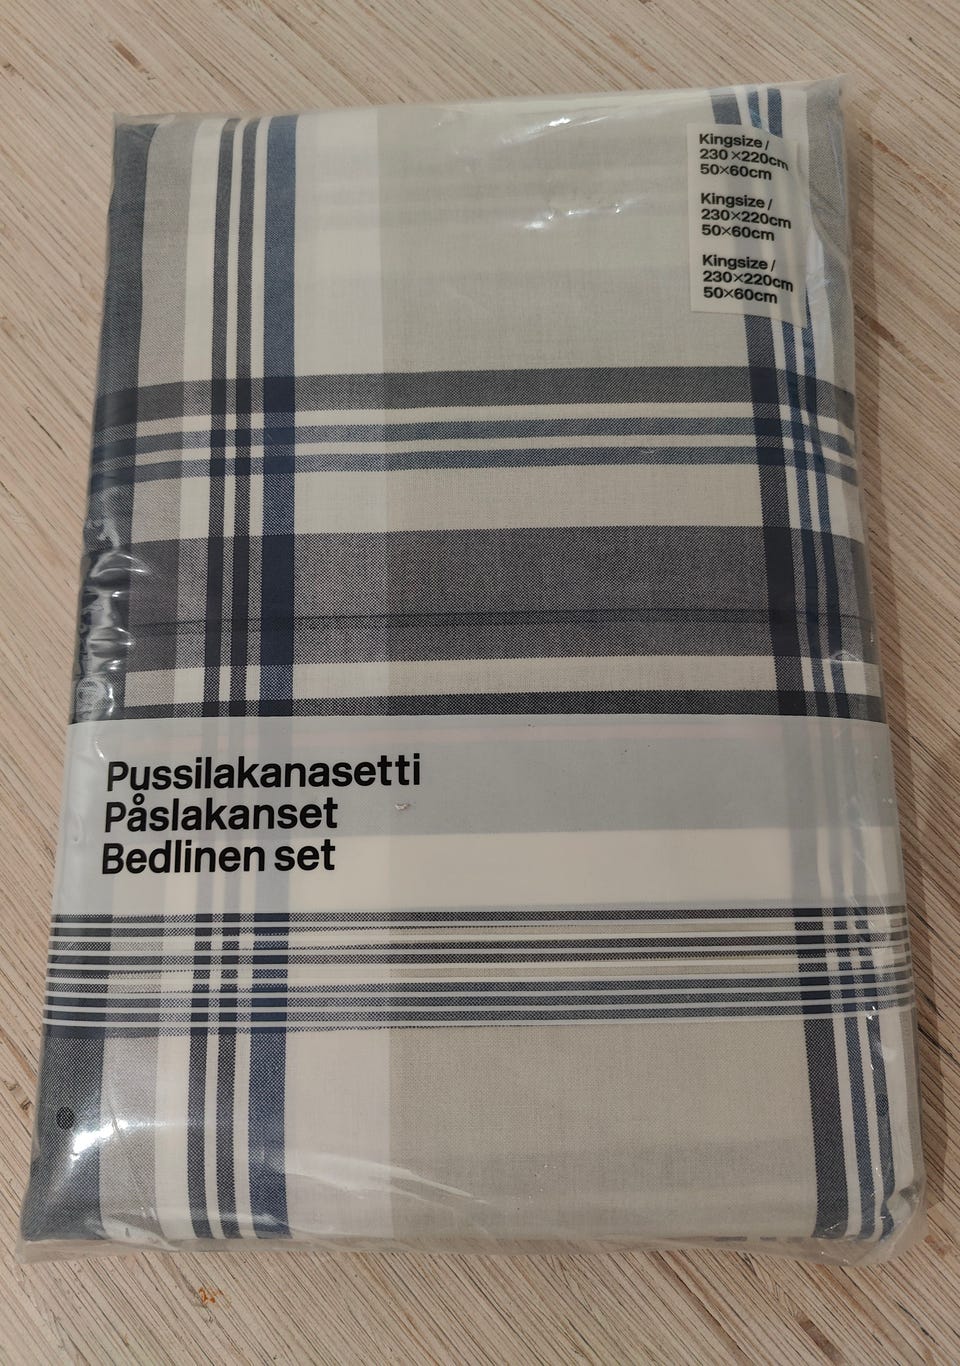 Kingsize /
230×220cm
50×60cm
Kingsize /
230×220cm
50×60cm
Kingsize /
230×220cm
50×60cm
Pussilakanasetti
Påslakanset
Bedlinen set